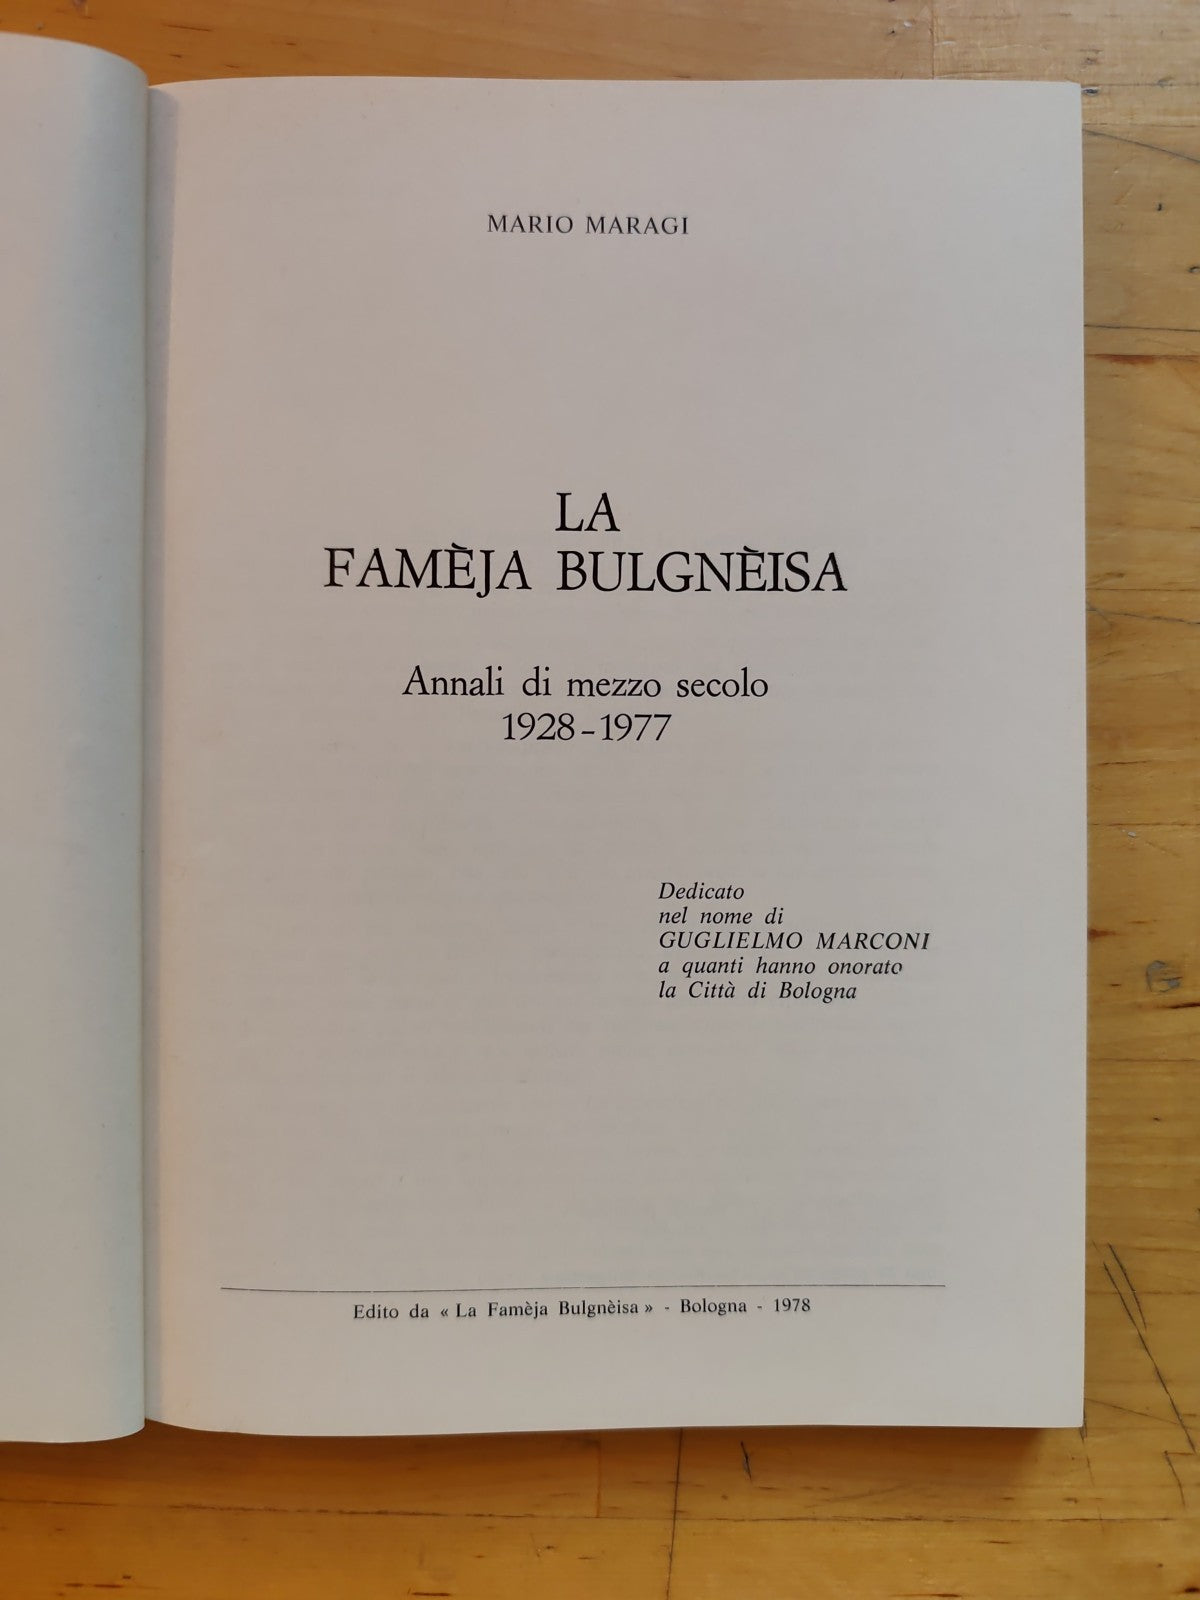 MARIO MARAGI
LA
FAMÈJA BULGNÈISA
Annali di mezzo secolo
1928-1977
Dedicato
nel nome di
GUGLIELMO MARCONI
a quanti hanno onorato
la Città di Bologna
Edito da « La Famèja Bulgnèisa » - Bologna - 1978